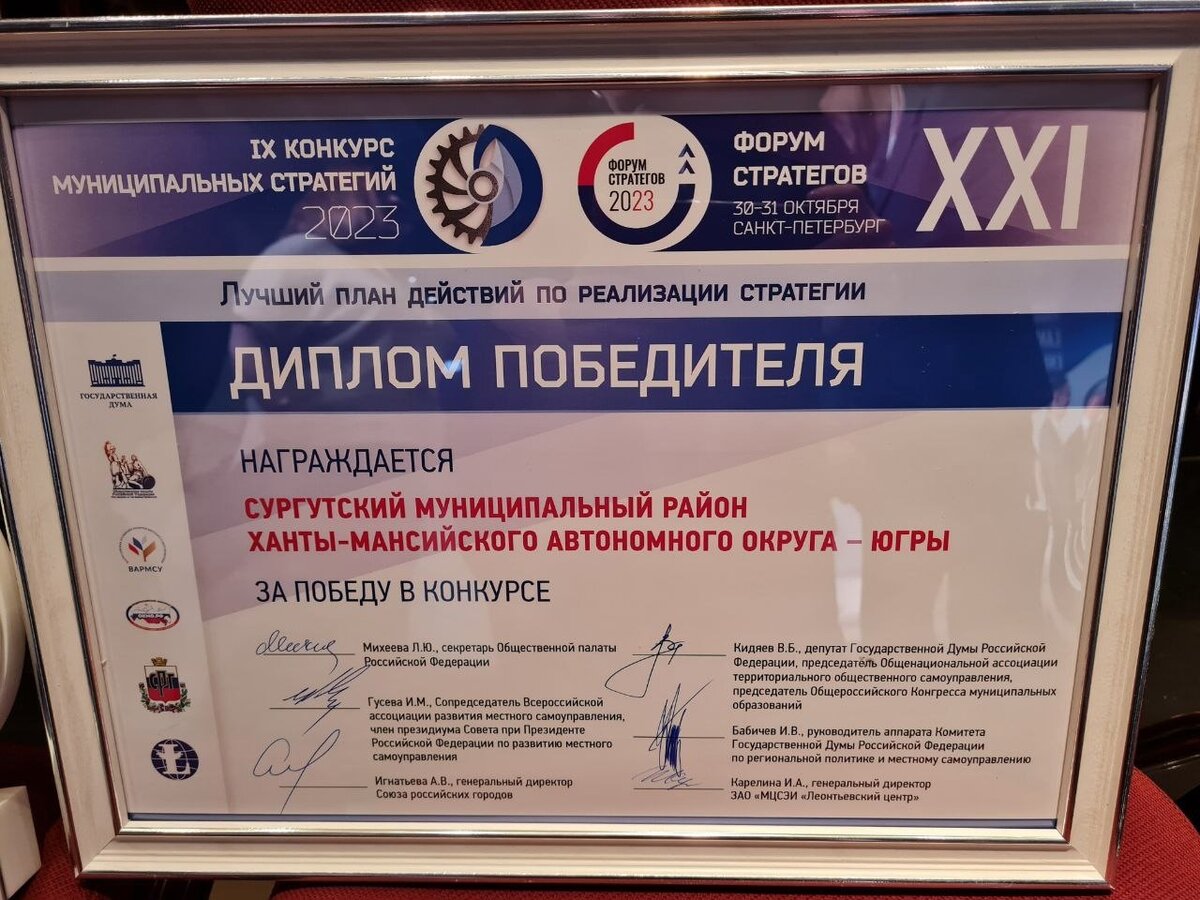 IX КОНКУРС
МУНИЦИПАЛЬНЫХ СТРАТЕГИЙ
2023
ФОРУМ
СТРАТЕГОВ
2023
ФОРУМ
СТРАТЕГОВ
30-31 ОКТЯБРЯ
САНКТ-ПЕТЕРБУРГ
XXI
Лучший план действий по реализации стратегии
ДИПЛОМ ПОБЕДИТЕЛЯ
ГОСУДАРСТВЕННАЯ
ДУМА
ВАРМСУ
НАГРАЖДАЕТСЯ
СУРГУТСКИЙ МУНИЦИПАЛЬНЫЙ РАЙОН
ХАНТЫ-МАНСИЙСКОГО АВТОНОМНОГО ОКРУГА – ЮГРЫ
ЗА ПОБЕДУ В КОНКУРСЕ
Михеева Л.Ю., секретарь Общественной палаты
Российской Федерации
Гусева И.М., Сопредседатель Всероссийской
ассоциации развития местного самоуправления,
член президиума Совета при Президенте
Российской Федерации по развитию местного
самоуправления
Игнатьева А.В., генеральный директор
Союза российских городов
Кидяев В.Б., депутат Государственной Думы Российской
Федерации, председатель Общенациональной ассоциации
территориального общественного самоуправления,
председатель Общероссийского Конгресса муниципальных
образований
Бабичев И.В., руководитель аппарата Комитета
Государственной Думы Российской Федерации
по региональной политике и местному самоуправлению
Карелина И.А., генеральный директор
ЗАО «МЦСЭИ «Леонтьевский центр»